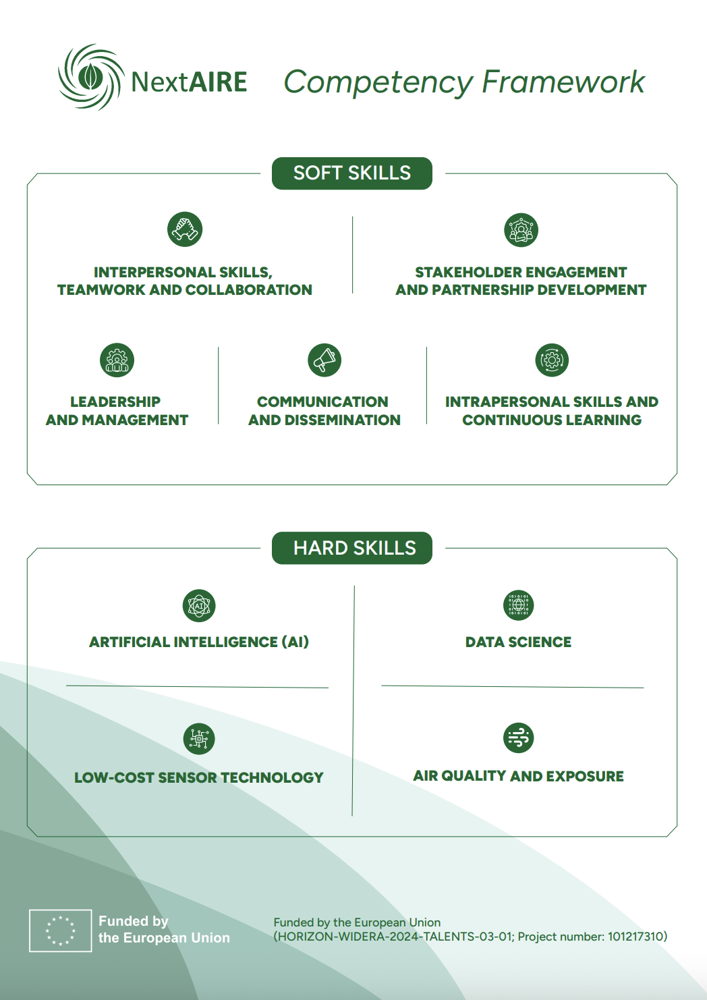 NextAIRE
Competency Framework
SOFT SKILLS
INTERPERSONAL SKILLS,
TEAMWORK AND COLLABORATION
STAKEHOLDER ENGAGEMENT
AND PARTNERSHIP DEVELOPMENT
LEADERSHIP
AND MANAGEMENT
COMMUNICATION
AND DISSEMINATION
INTRAPERSONAL SKILLS AND
CONTINUOUS LEARNING
HARD SKILLS
AI
ARTIFICIAL INTELLIGENCE (AI)
DATA SCIENCE
LOW-COST SENSOR TECHNOLOGY
AIR QUALITY AND EXPOSURE
Funded by
the European Union
Funded by the European Union
(HORIZON-WIDERA-2024-TALENTS-03-01; Project number: 101217310)